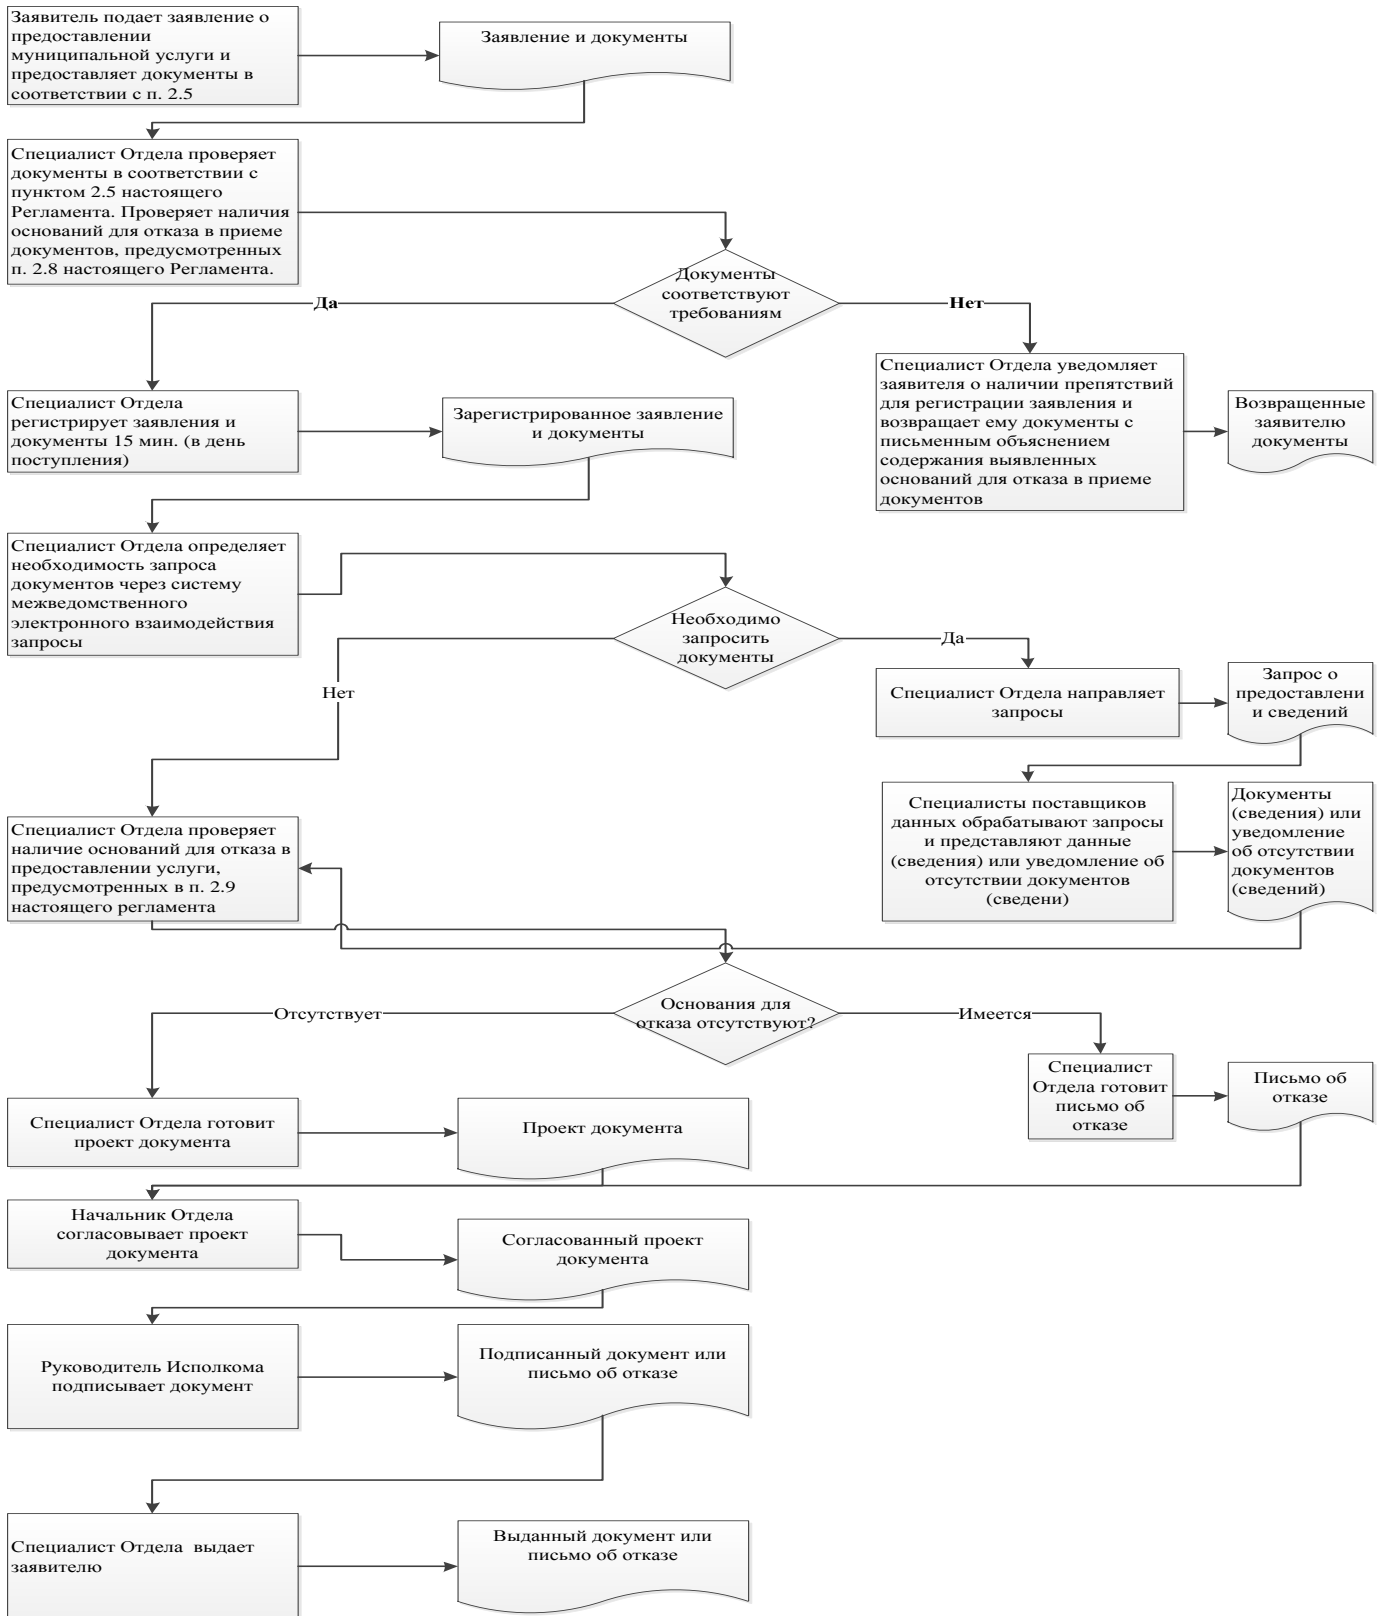 Заявитель подает заявление о
предоставлении
муниципальной услуги и
предоставляет документы в
соответствии с п. 2.5
Заявление и документы
Специалист Отдела проверяет
документы в соответствии с
пунктом 2.5 настоящего
Регламента. Проверяет наличия
оснований для отказа в приеме
документов, предусмотренных
п. 2.8 настоящего Регламента.
Документы
соответствуют
требованиям
Да
Нет
Специалист Отдела
регистрирует заявления и
документы 15 мин. (в день
поступления)
Зарегистрированное заявление
и документы
Специалист Отдела уведомляет
заявителя о наличии препятствий
для регистрации заявления и
возвращает ему документы с
письменным объяснением
содержания выявленных
оснований для отказа в приеме
документов
Возвращенные
заявителю
документы
Специалист Отдела определяет
необходимость запроса
документов через систему
межведомственного
электронного взаимодействия
запросы
Необходимо
запросить
документы
Да
Нет
Специалист Отдела направляет
запросы
Запрос о
предоставлени
и сведений
Специалисты поставщиков
данных обрабатывают запросы
и представляют данные
(сведения) или уведомление об
отсутствии документов
(сведени)
Документы
(сведения) или
уведомление
об отсутствии
документов
(сведений)
Специалист Отдела проверяет
наличие оснований для отказа в
предоставлении услуги,
предусмотренных в п. 2.9
настоящего регламента
Основания для
отказа отсутствуют?
Отсутствует
Имеется
Специалист
Отдела готовит
письмо об
отказе
Письмо об
отказе
Специалист Отдела готовит
проект документа
Проект документа
Начальник Отдела
согласовывает проект
документа
Согласованный проект
документа
Руководитель Исполкома
подписывает документ
Подписанный документ или
письмо об отказе
Специалист Отдела  выдает
заявителю
Выданный документ или
письмо об отказе